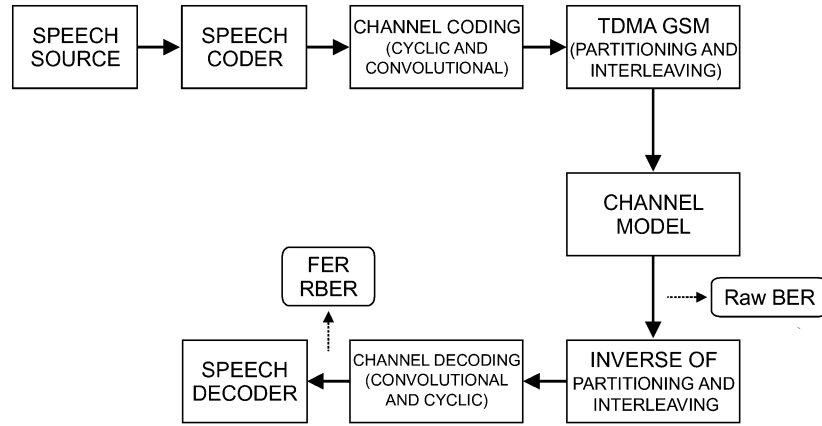 SPEECH
SOURCE
SPEECH
CODER
CHANNEL CODING
(CYCLIC AND
CONVOLUTIONAL)
TDMA GSM
(PARTITIONING AND
INTERLEAVING)
CHANNEL
MODEL
FER
RBER
Raw BER
SPEECH
DECODER
CHANNEL DECODING
(CONVOLUTIONAL
AND CYCLIC)
INVERSE OF
PARTITIONING AND
INTERLEAVING